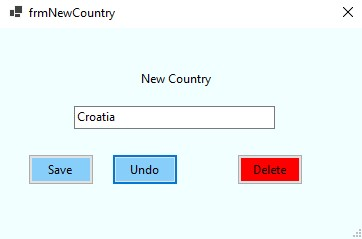 frmNewCountry
New Country
Croatia
Save Undo Delete